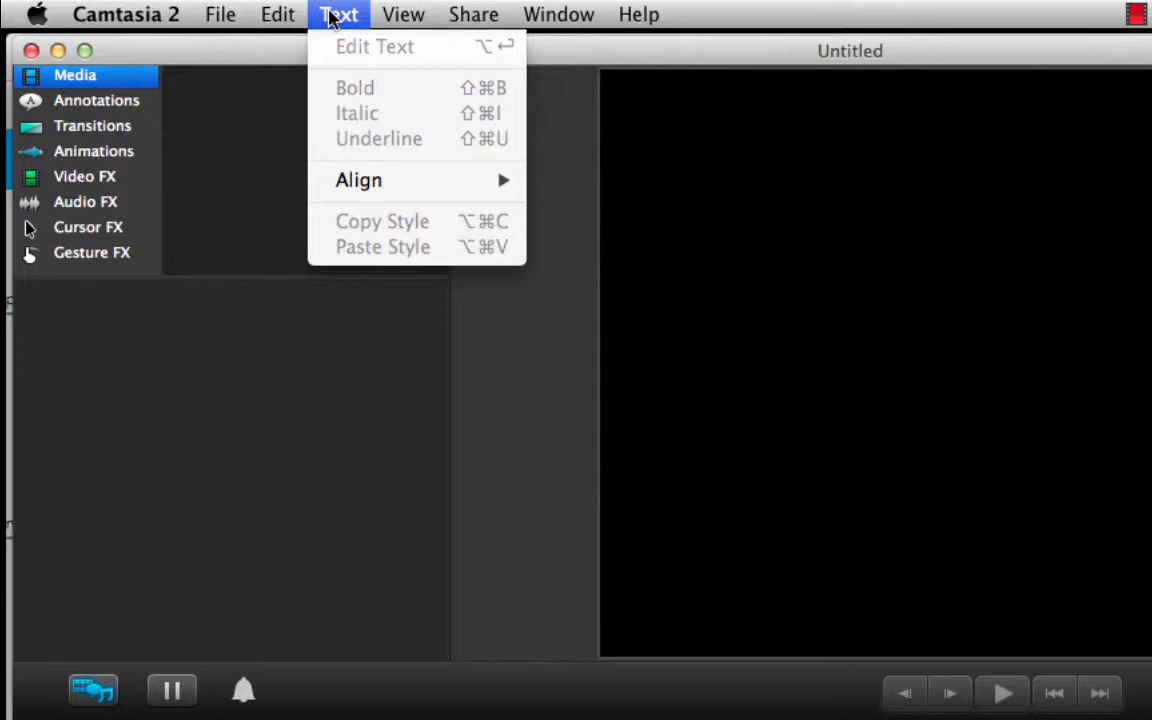 Camtasia 2 File Edit Text View Share Window Help
Untitled
Edit Text ⌥↩
Bold ⇧⌘B
Italic ⇧⌘I
Underline ⇧⌘U
Align ▶
Copy Style ⌥⌘C
Paste Style ⌥⌘V
Media
Annotations
Transitions
Animations
Video FX
Audio FX
Cursor FX
Gesture FX